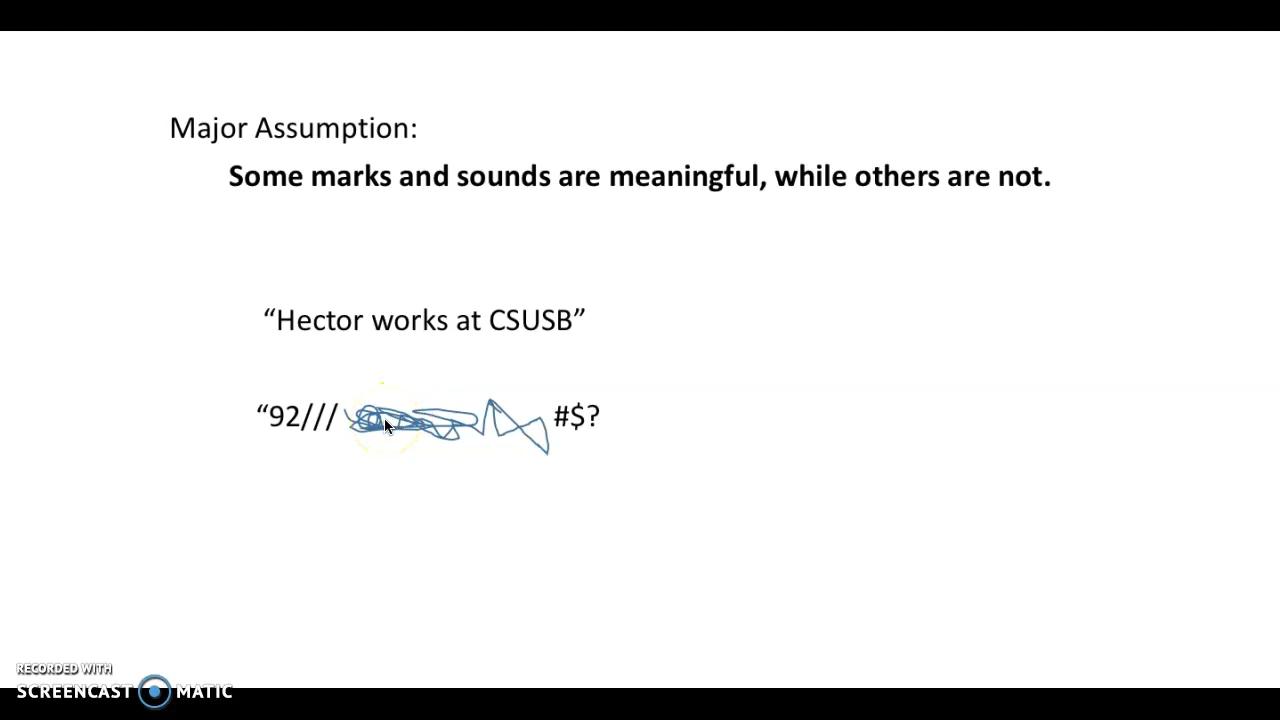 Major Assumption:
Some marks and sounds are meaningful, while others are not.
“Hector works at CSUSB”
“92/// #$?
RECORDED WITH
SCREENCAST MATIC